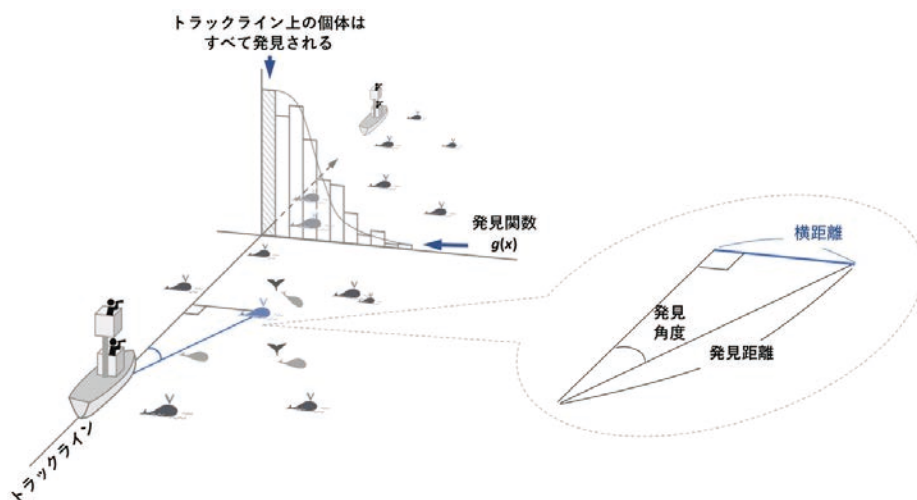 トラックライン上の個体は
すべて発見される
発見関数
g(x)
横距離
発見
角度
発見距離
トラックライン